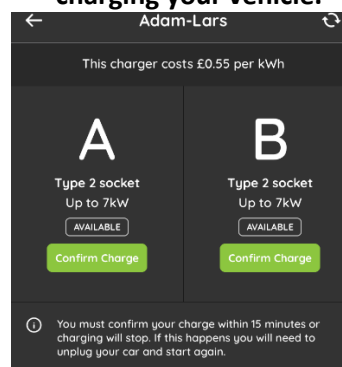 charging your vehicle.
Adam-Lars
This charger costs £0.55 per kWh
A
B
Type 2 socket
Type 2 socket
Up to 7kW
Up to 7kW
AVAILABLE
AVAILABLE
Confirm Charge
Confirm Charge
You must confirm your charge within 15 minutes or
charging will stop. If this happens you will need to
unplug your car and start again.